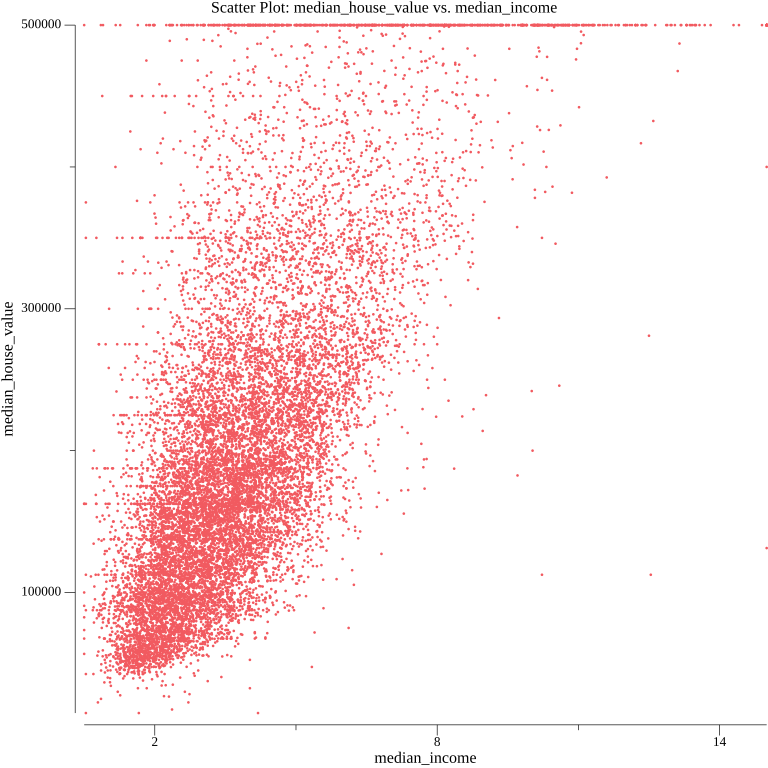 Scatter Plot: median_house_value vs. median_income
500000
300000
100000
median_house_value
2
8
14
median_income